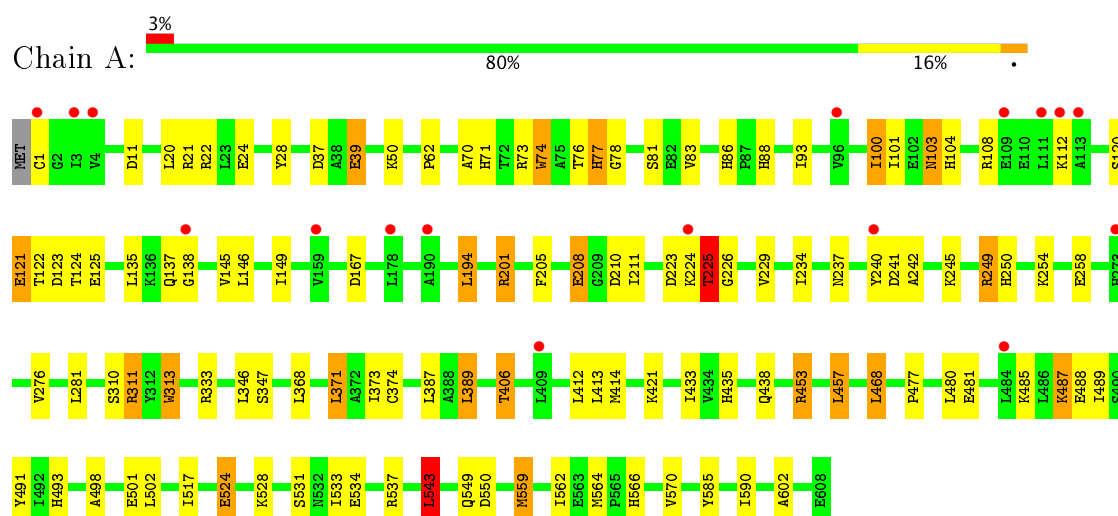 3%
Chain A:
80% 16% •
MET C1 G2 I3 V4 D11 L20 R21 R22 L23 E24 Y28 D37 A38 E39 K50 P62 A70 H71 T72 R73 W74 A75 T76 H77 G78 S81 E82 V83 H86 P87 H88 I93 V96 I100 I101 E102 N103 H104 R108 E109 E110 L111 K112 A113 S120
E121 T122 D123 T124 E125 L135 K136 Q137 G138 V145 L146 I149 V159 D167 L178 A190 L194 R201 F205 E208 G209 D210 I211 D223 K224 T225 G226 V229 I234 N237 Y240 D241 A242 K245 R249 H250 K254 E258 H273
V276 L281 S310 R311 Y312 W313 R333 L346 S347 L368 L371 A372 I373 C374 L387 A388 L389 T406 L409 L412 L413 M414 K421 I433 V434 H435 Q438 R453 L457 L468 P477 L480 E481 L484 K485 L486 K487 E488 I489
Y491 I492 H493 A498 E501 L502 I517 E524 K528 S531 N532 I533 E534 R537 L543 Q549 D550 M559 I562 E563 M564 P565 H566 V570 Y585 I590 A602 E608